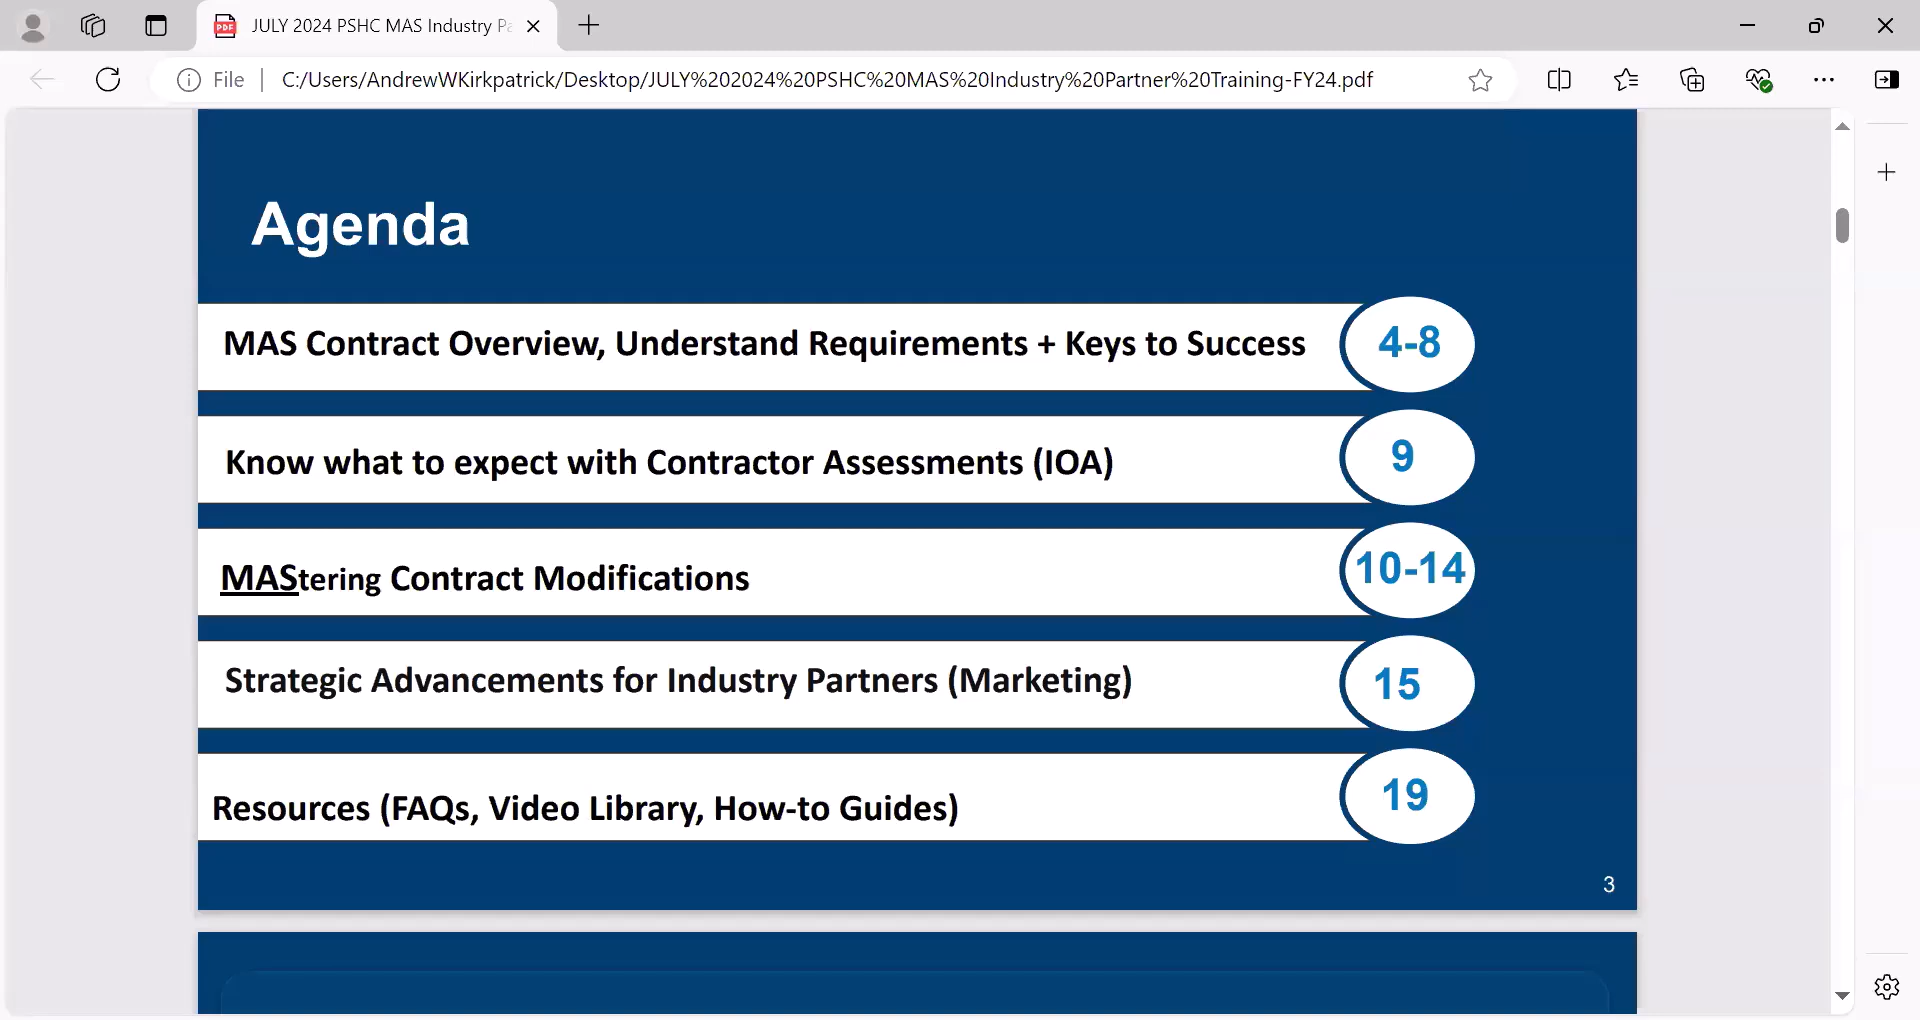 JULY 2024 PSHC MAS Industry
File
C:/Users/AndrewWKirkpatrick/Desktop/JULY%202024%20PSHC%20MAS%20Industry%20Partner%20Training-FY24.pdf
Agenda
MAS Contract Overview, Understand Requirements + Keys to Success 4-8
Know what to expect with Contractor Assessments (IOA) 9
MAStering Contract Modifications 10-14
Strategic Advancements for Industry Partners (Marketing) 15
Resources (FAQs, Video Library, How-to Guides) 19
3